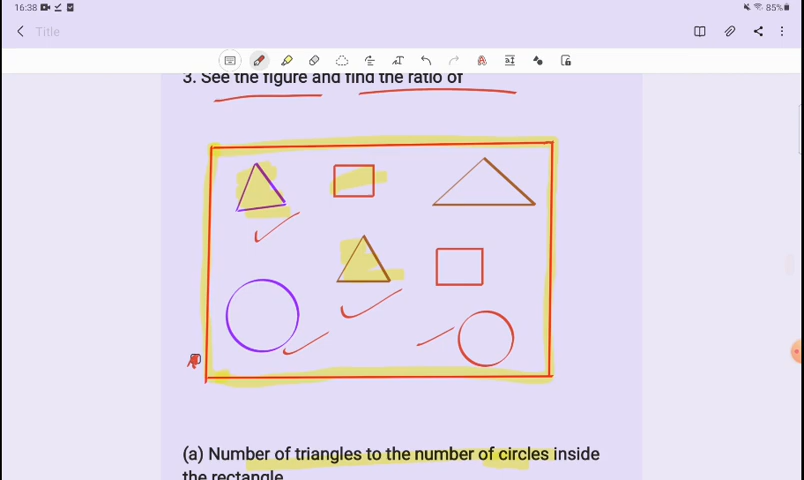 16:38
85%
Title
3. See the figure and find the ratio of
(a) Number of triangles to the number of circles inside
the rectangle